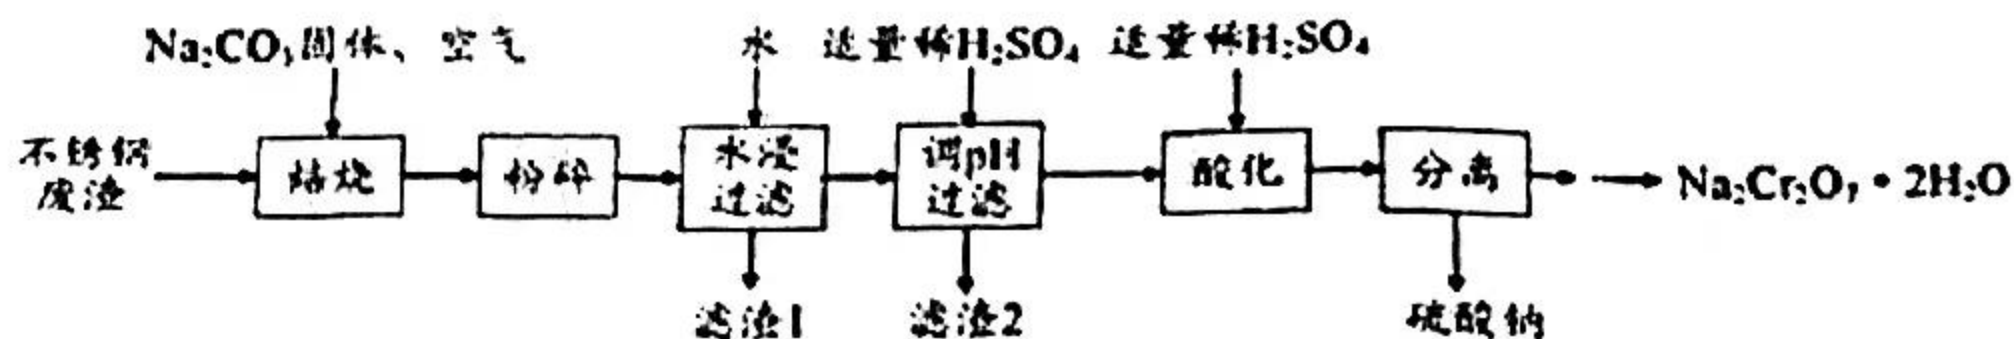 Na₂CO₃固体、空气
水
适量稀H₂SO₄
适量稀H₂SO₄
不锈钢
废渣
焙烧
粉碎
水浸
过滤
调pH
过滤
酸化
分离
Na₂Cr₂O₇•2H₂O
滤渣1
滤渣2
硫酸钠